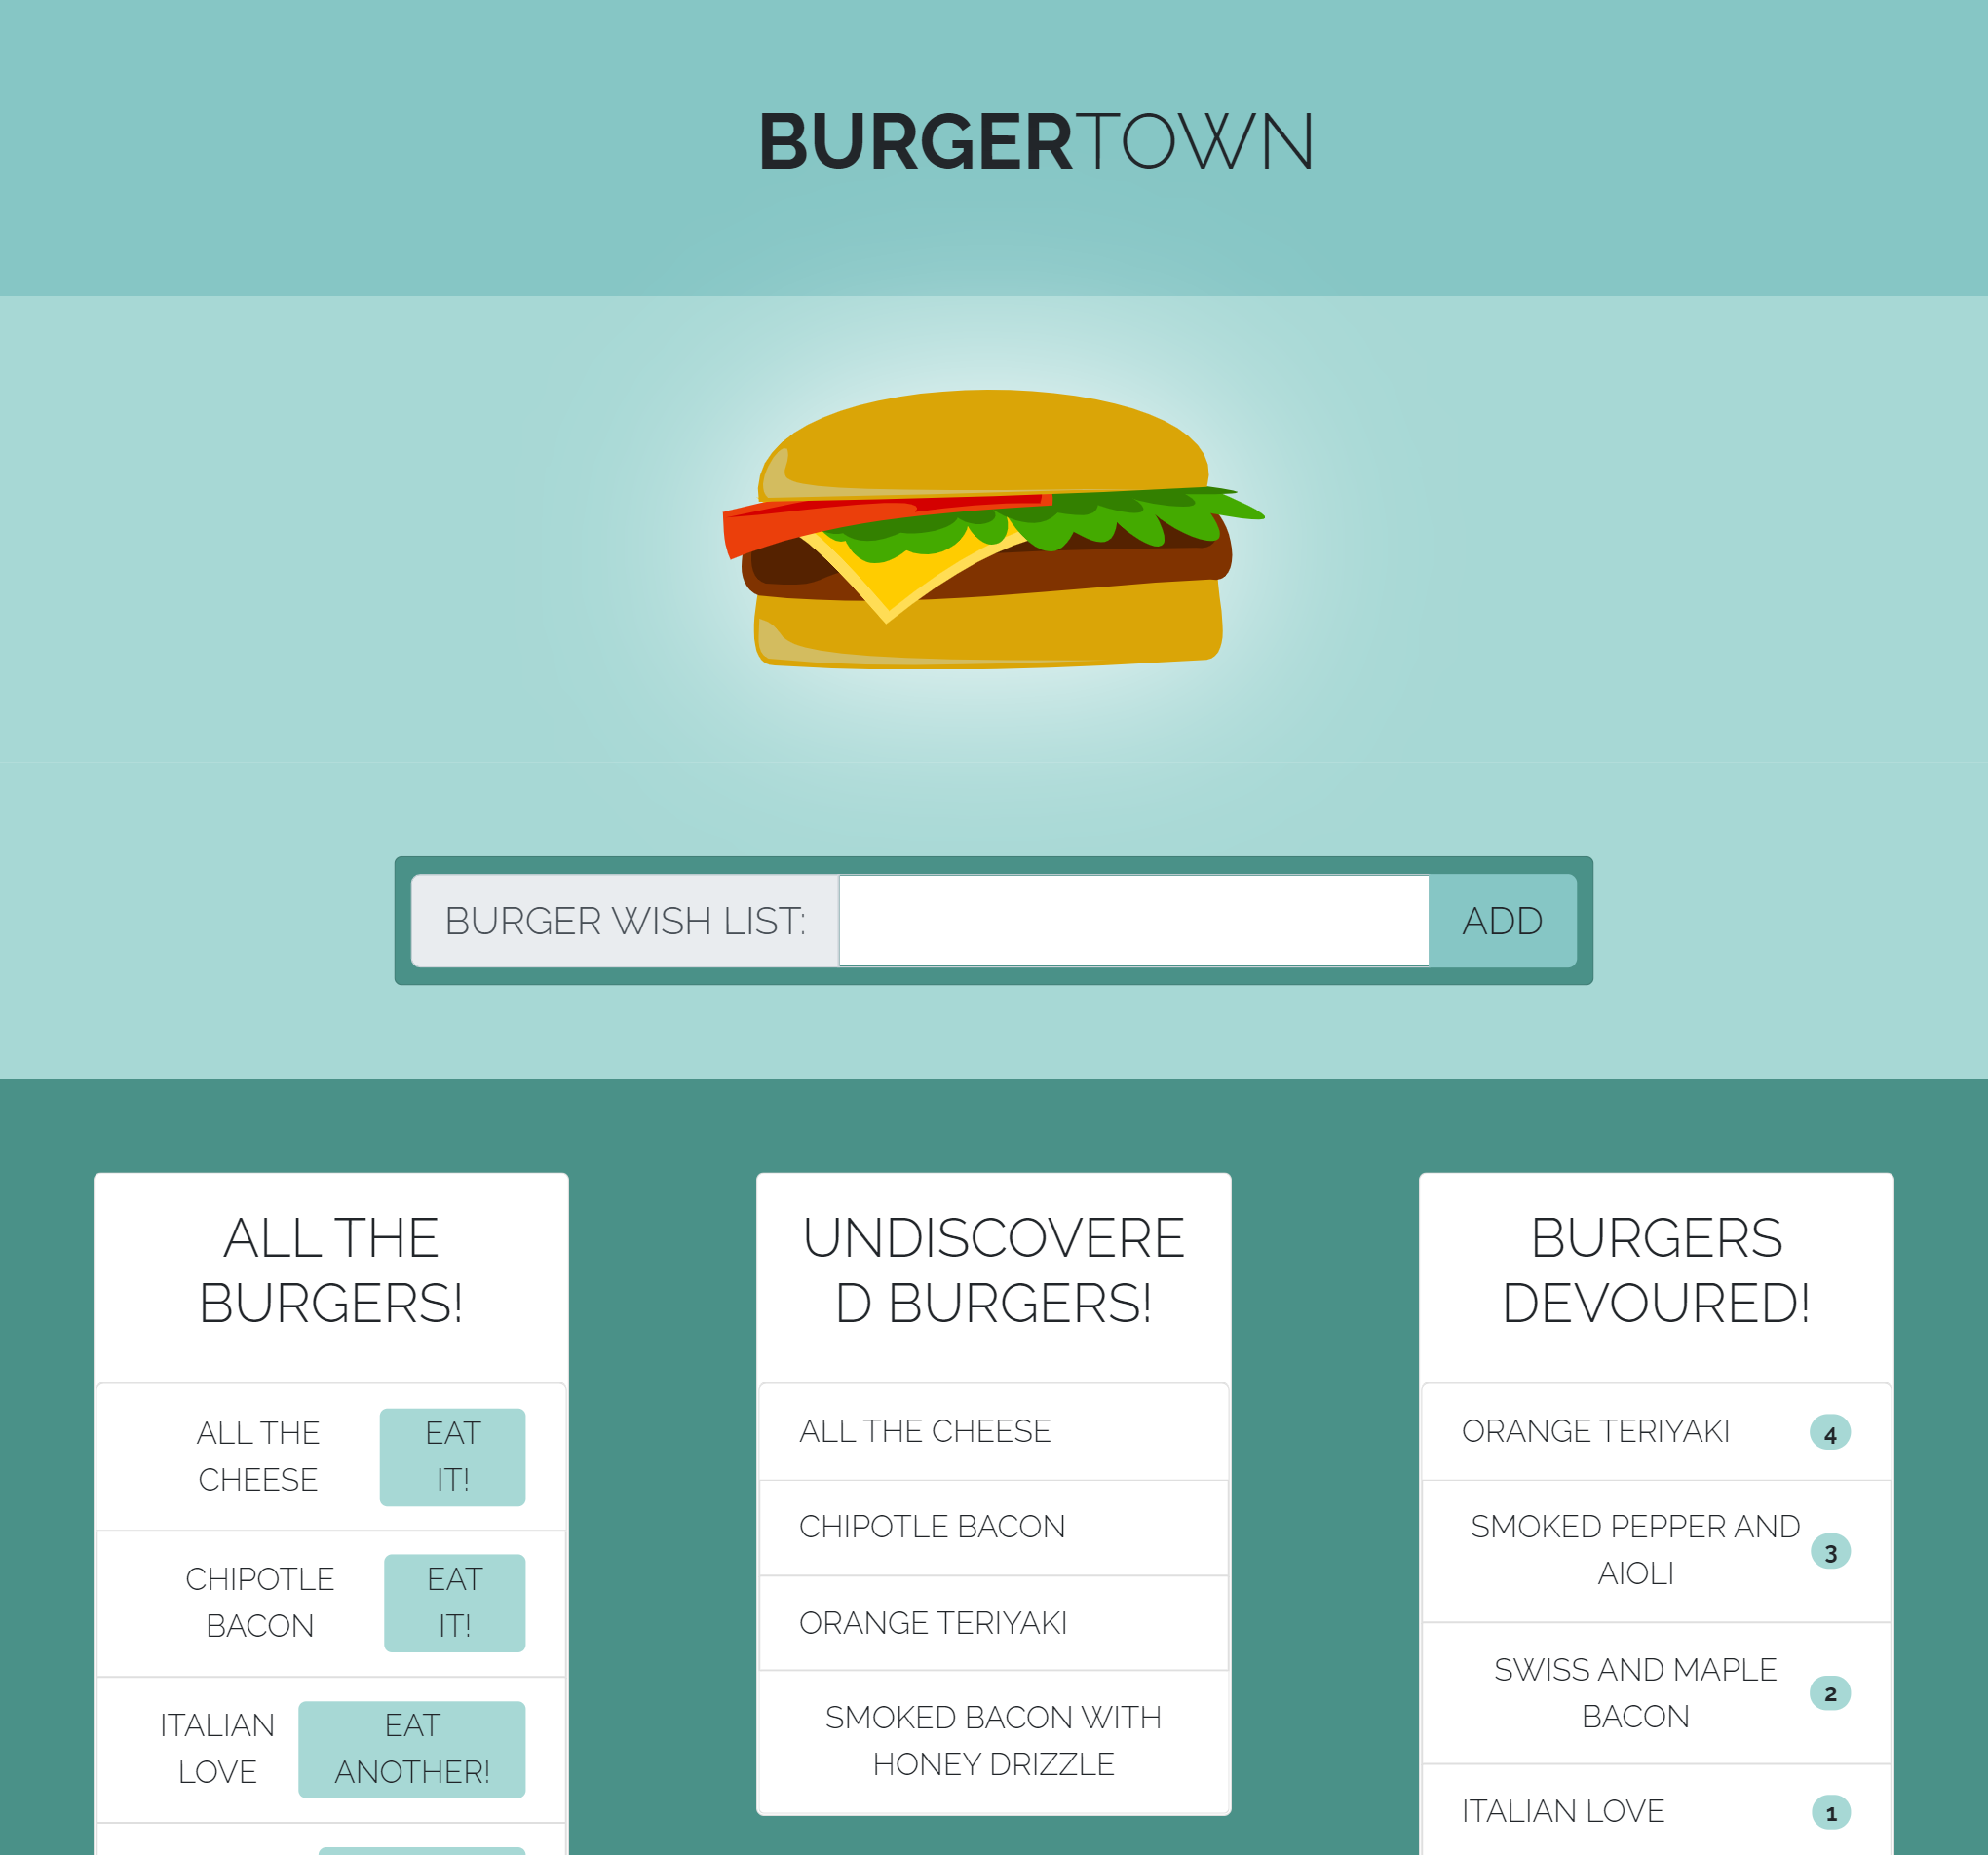 BURGERTOWN
BURGER WISH LIST:
ADD
ALL THE
BURGERS!
ALL THE
CHEESE
EAT
IT!
CHIPOTLE
BACON
EAT
IT!
ITALIAN
LOVE
EAT
ANOTHER!
UNDISCOVERE
D BURGERS!
ALL THE CHEESE
CHIPOTLE BACON
ORANGE TERIYAKI
SMOKED BACON WITH
HONEY DRIZZLE
BURGERS
DEVOURED!
ORANGE TERIYAKI 4
SMOKED PEPPER AND
AIOLI
3
SWISS AND MAPLE
BACON
2
ITALIAN LOVE 1